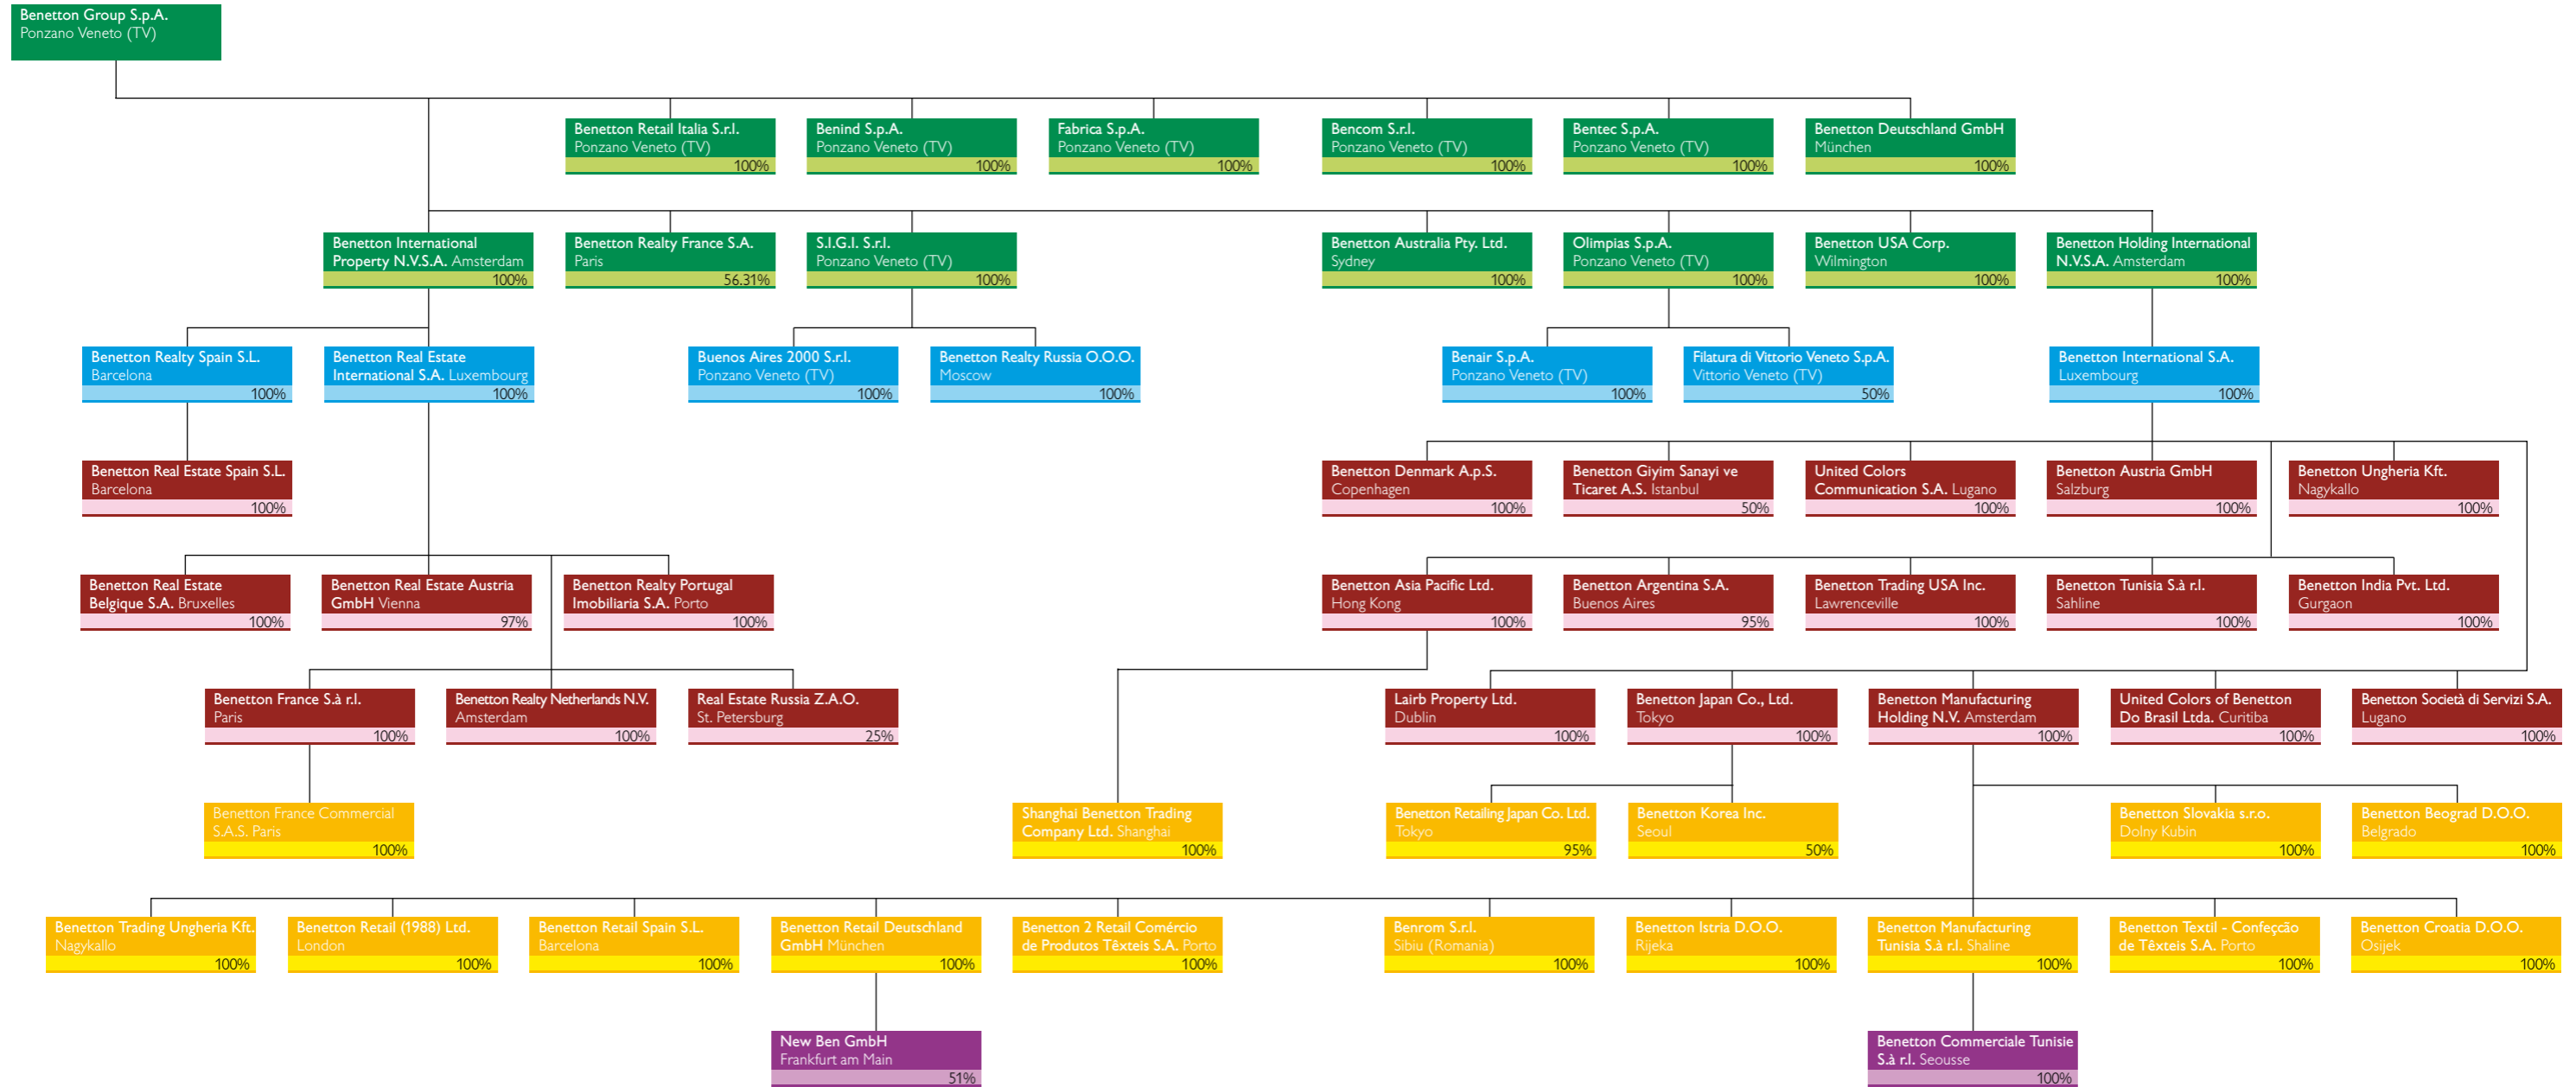 Benetton Group S.p.A.
Ponzano Veneto (TV)
Benetton Retail Italia S.r.l.
Ponzano Veneto (TV)
100%
Benind S.p.A.
Ponzano Veneto (TV)
100%
Fabrica S.p.A.
Ponzano Veneto (TV)
100%
Bencom S.r.l.
Ponzano Veneto (TV)
100%
Bentec S.p.A.
Ponzano Veneto (TV)
100%
Benetton Deutschland GmbH
München
100%
Benetton International
Property N.V.S.A. Amsterdam
100%
Benetton Realty France S.A.
Paris
56.31%
S.I.G.I. S.r.l.
Ponzano Veneto (TV)
100%
Benetton Australia Pty. Ltd.
Sydney
100%
Olimpias S.p.A.
Ponzano Veneto (TV)
100%
Benetton USA Corp.
Wilmington
100%
Benetton Holding International
N.V.S.A. Amsterdam
100%
Benetton Realty Spain S.L.
Barcelona
100%
Benetton Real Estate
International S.A. Luxembourg
100%
Buenos Aires 2000 S.r.l.
Ponzano Veneto (TV)
100%
Benetton Realty Russia O.O.O.
Moscow
100%
Benair S.p.A.
Ponzano Veneto (TV)
100%
Filatura di Vittorio Veneto S.p.A.
Vittorio Veneto (TV)
50%
Benetton International S.A.
Luxembourg
100%
Benetton Real Estate Spain S.L.
Barcelona
100%
Benetton Denmark A.p.S.
Copenhagen
100%
Benetton Giyim Sanayi ve
Ticaret A.S. Istanbul
50%
United Colors
Communication S.A. Lugano
100%
Benetton Austria GmbH
Salzburg
100%
Benetton Ungheria Kft.
Nagykallo
100%
Benetton Real Estate
Belgique S.A. Bruxelles
100%
Benetton Real Estate Austria
GmbH Vienna
97%
Benetton Realty Portugal
Imobiliaria S.A. Porto
100%
Benetton Asia Pacific Ltd.
Hong Kong
100%
Benetton Argentina S.A.
Buenos Aires
95%
Benetton Trading USA Inc.
Lawrenceville
100%
Benetton Tunisia S.à r.l.
Sahline
100%
Benetton India Pvt. Ltd.
Gurgaon
100%
Benetton France S.à r.l.
Paris
100%
Benetton Realty Netherlands N.V.
Amsterdam
100%
Real Estate Russia Z.A.O.
St. Petersburg
25%
Lairb Property Ltd.
Dublin
100%
Benetton Japan Co., Ltd.
Tokyo
100%
Benetton Manufacturing
Holding N.V. Amsterdam
100%
United Colors of Benetton
Do Brasil Ltda. Curitiba
100%
Benetton Società di Servizi S.A.
Lugano
100%
Benetton France Commercial
S.A.S. Paris
100%
Shanghai Benetton Trading
Company Ltd. Shanghai
100%
Benetton Retailing Japan Co. Ltd.
Tokyo
95%
Benetton Korea Inc.
Seoul
50%
Benetton Slovakia s.r.o.
Dolny Kubin
100%
Benetton Beograd D.O.O.
Belgrado
100%
Benetton Trading Ungheria Kft.
Nagykallo
100%
Benetton Retail (1988) Ltd.
London
100%
Benetton Retail Spain S.L.
Barcelona
100%
Benetton Retail Deutschland
GmbH München
100%
Benetton 2 Retail Comércio
de Produtos Têxteis S.A. Porto
100%
Benrom S.r.l.
Sibiu (Romania)
100%
Benetton Istria D.O.O.
Rijeka
100%
Benetton Manufacturing
Tunisia S.à r.l. Shaline
100%
Benetton Textil - Confeçção
de Têxteis S.A. Porto
100%
Benetton Croatia D.O.O.
Osijek
100%
New Ben GmbH
Frankfurt am Main
51%
Benetton Commerciale Tunisie
S.à r.l. Seousse
100%